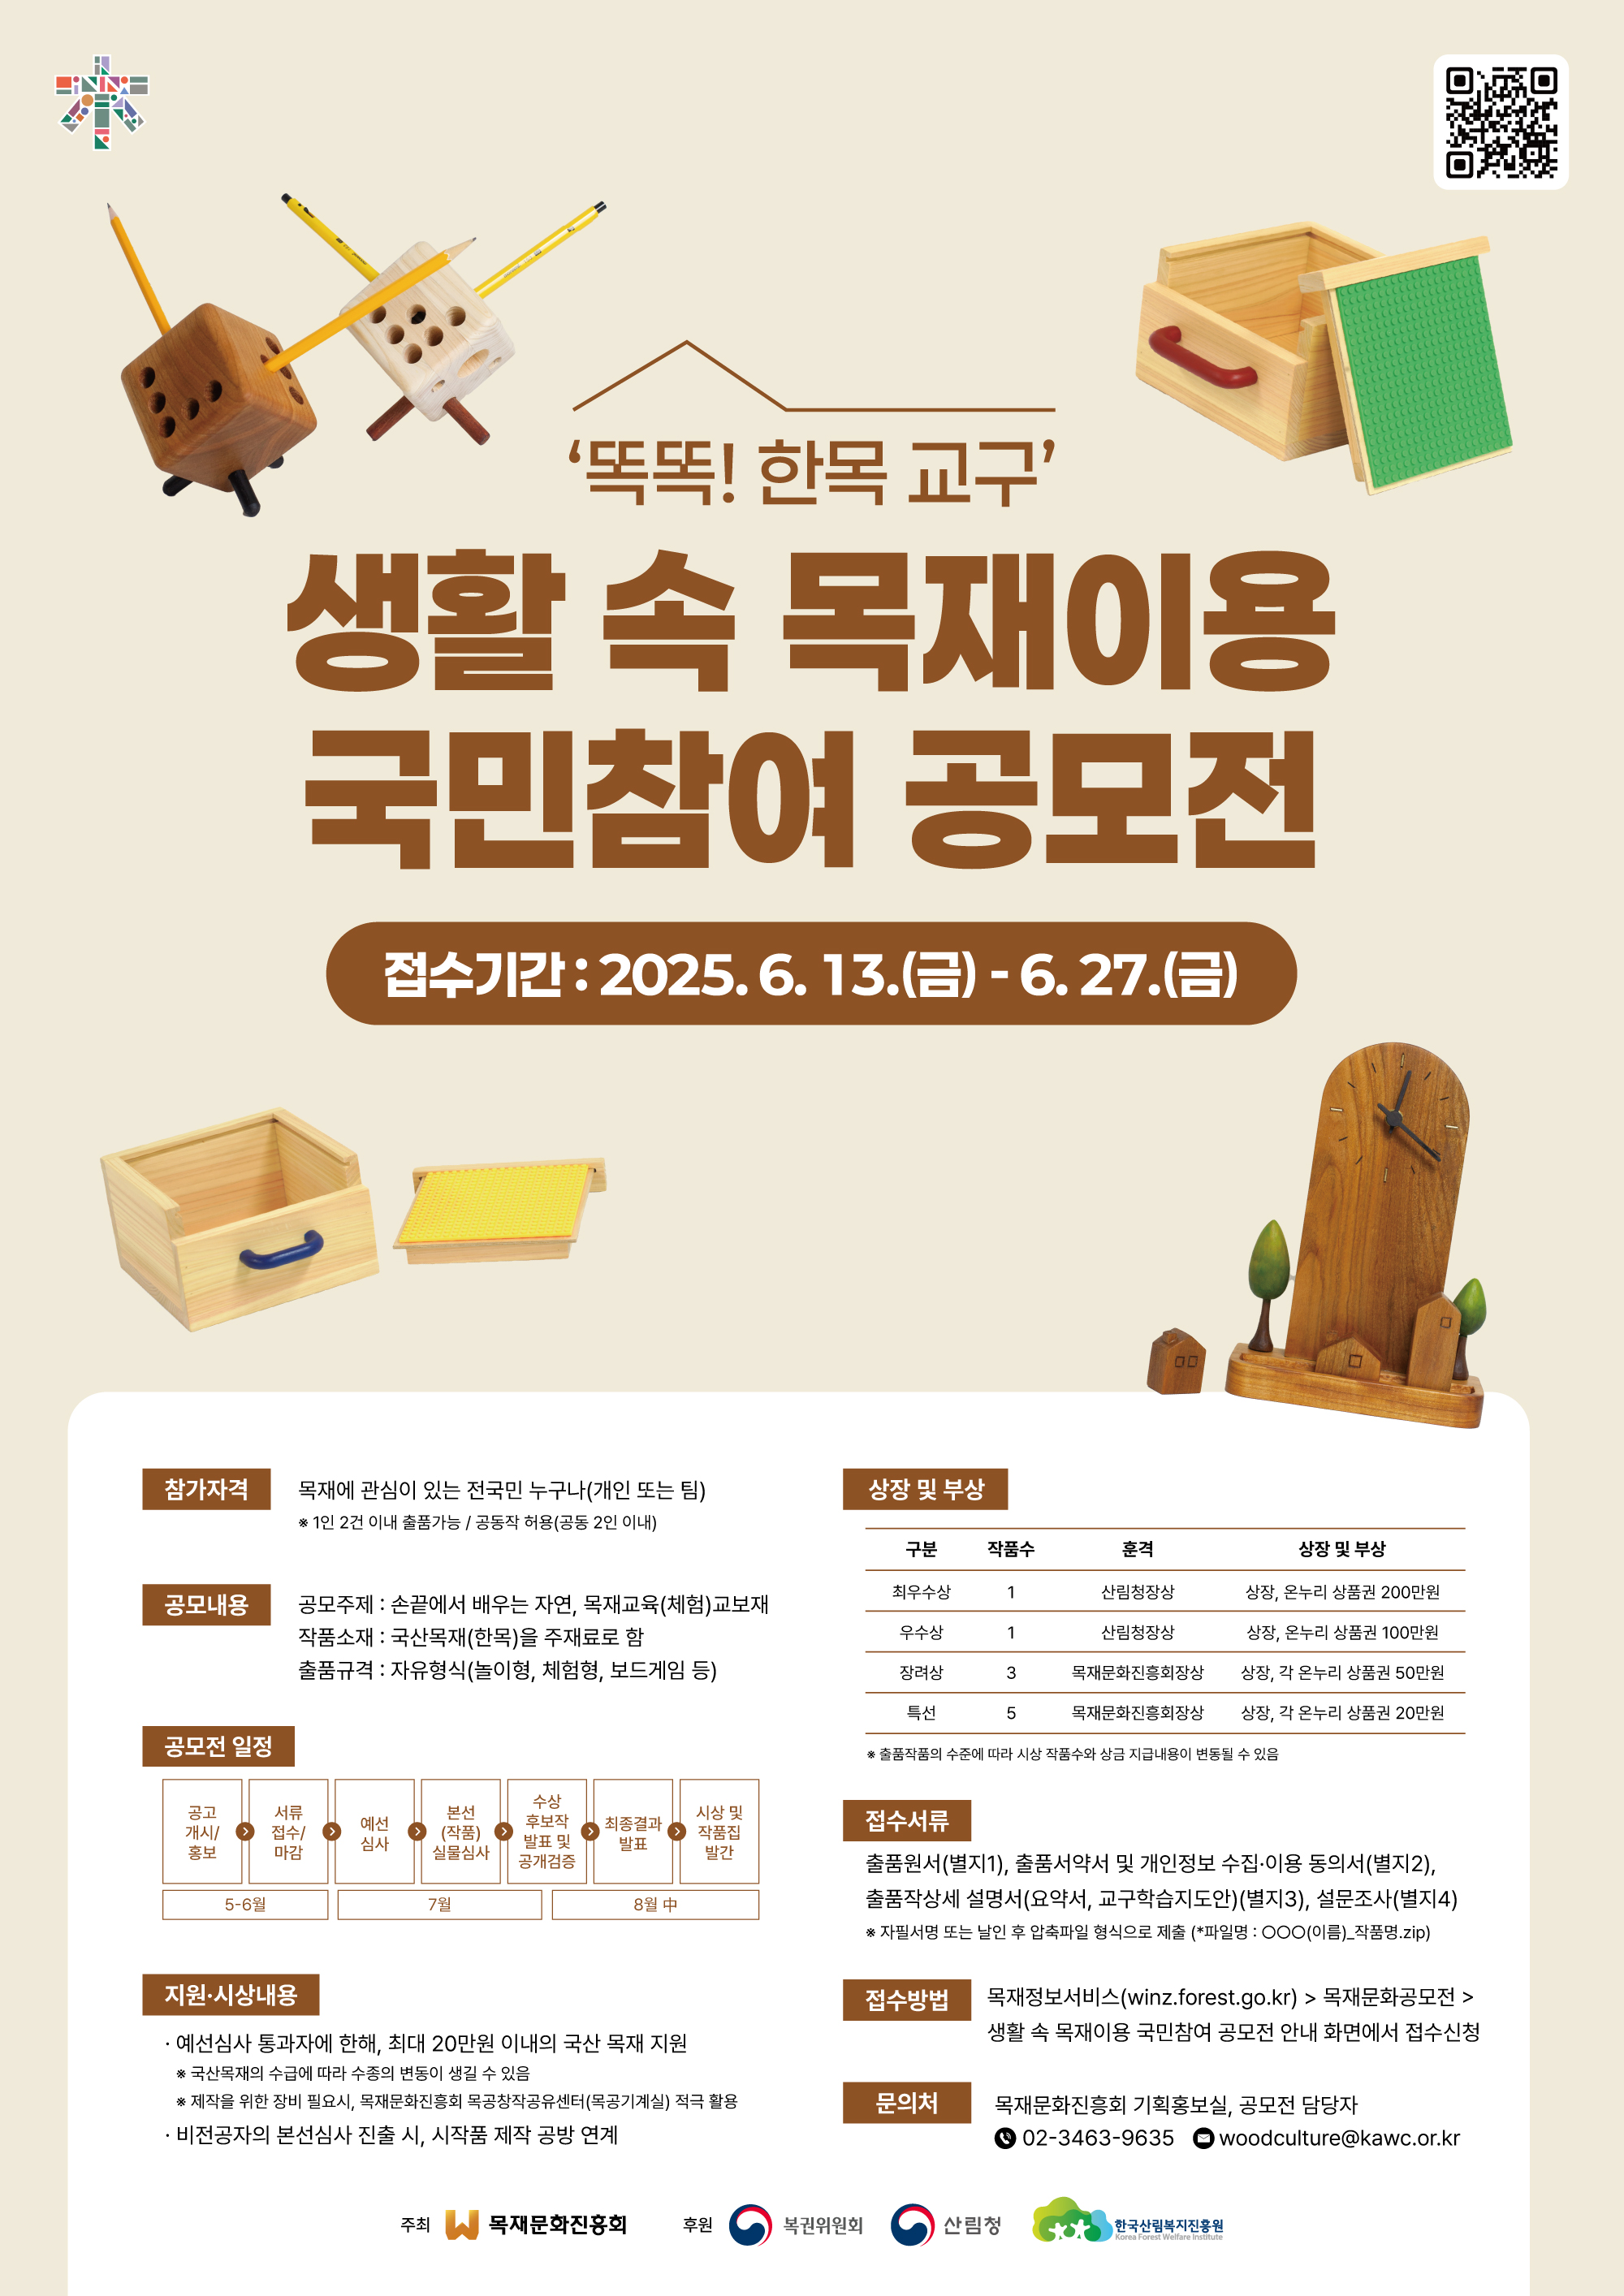 ‘똑똑! 한목 교구’
생활 속 목재이용
국민참여 공모전
접수기간 : 2025. 6. 13.(금) - 6. 27.(금)
참가자격
목재에 관심이 있는 전국민 누구나(개인 또는 팀)
※ 1인 2건 이내 출품가능 / 공동작 허용(공동 2인 이내)
공모내용
공모주제 : 손끝에서 배우는 자연, 목재교육(체험)교보재
작품소재 : 국산목재(한목)을 주재료로 함
출품규격 : 자유형식(놀이형, 체험형, 보드게임 등)
공모전 일정
공고
개시/
홍보
서류
접수/
마감
예선
심사
본선
(작품)
실물심사
수상
후보작
발표 및
공개검증
최종결과
발표
시상 및
작품집
발간
5-6월
7월
8월 中
지원·시상내용
· 예선심사 통과자에 한해, 최대 20만원 이내의 국산 목재 지원
※ 국산목재의 수급에 따라 수종의 변동이 생길 수 있음
※ 제작을 위한 장비 필요시, 목재문화진흥회 목공창작공유센터(목공기계실) 적극 활용
· 비전공자의 본선심사 진출 시, 시작품 제작 공방 연계
상장 및 부상
구분 작품수 훈격 상장 및 부상
최우수상 1 산림청장상 상장, 온누리 상품권 200만원
우수상 1 산림청장상 상장, 온누리 상품권 100만원
장려상 3 목재문화진흥회장상 상장, 각 온누리 상품권 50만원
특선 5 목재문화진흥회장상 상장, 각 온누리 상품권 20만원
※ 출품작품의 수준에 따라 시상 작품수와 상금 지급내용이 변동될 수 있음
접수서류
출품원서(별지1), 출품서약서 및 개인정보 수집·이용 동의서(별지2),
출품작상세 설명서(요약서, 교구학습지도안)(별지3), 설문조사(별지4)
※ 자필서명 또는 날인 후 압축파일 형식으로 제출 (*파일명 : ○○○(이름)_작품명.zip)
접수방법
목재정보서비스(winz.forest.go.kr) > 목재문화공모전 >
생활 속 목재이용 국민참여 공모전 안내 화면에서 접수신청
문의처
목재문화진흥회 기획홍보실, 공모전 담당자
02-3463-9635 woodculture@kawc.or.kr
주최 목재문화진흥회 후원 복권위원회 산림청 한국산림복지진흥원
Korea Forest Welfare Institute